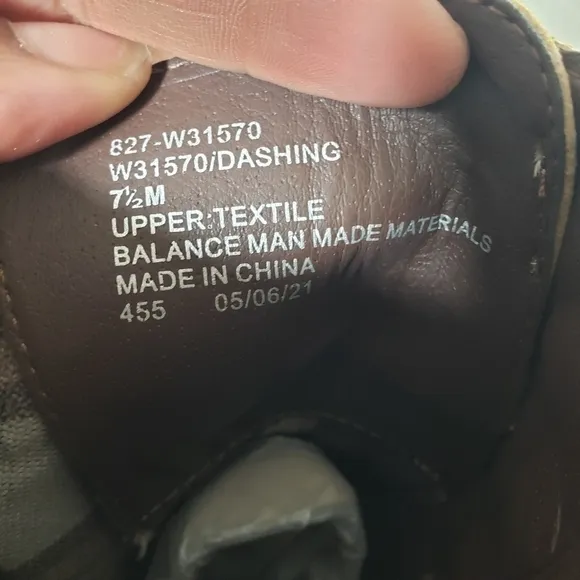 827-W31570
W31570/DASHING
7½M
UPPER:TEXTILE
BALANCE MAN MADE MATERIALS
MADE IN CHINA
455 05/06/21